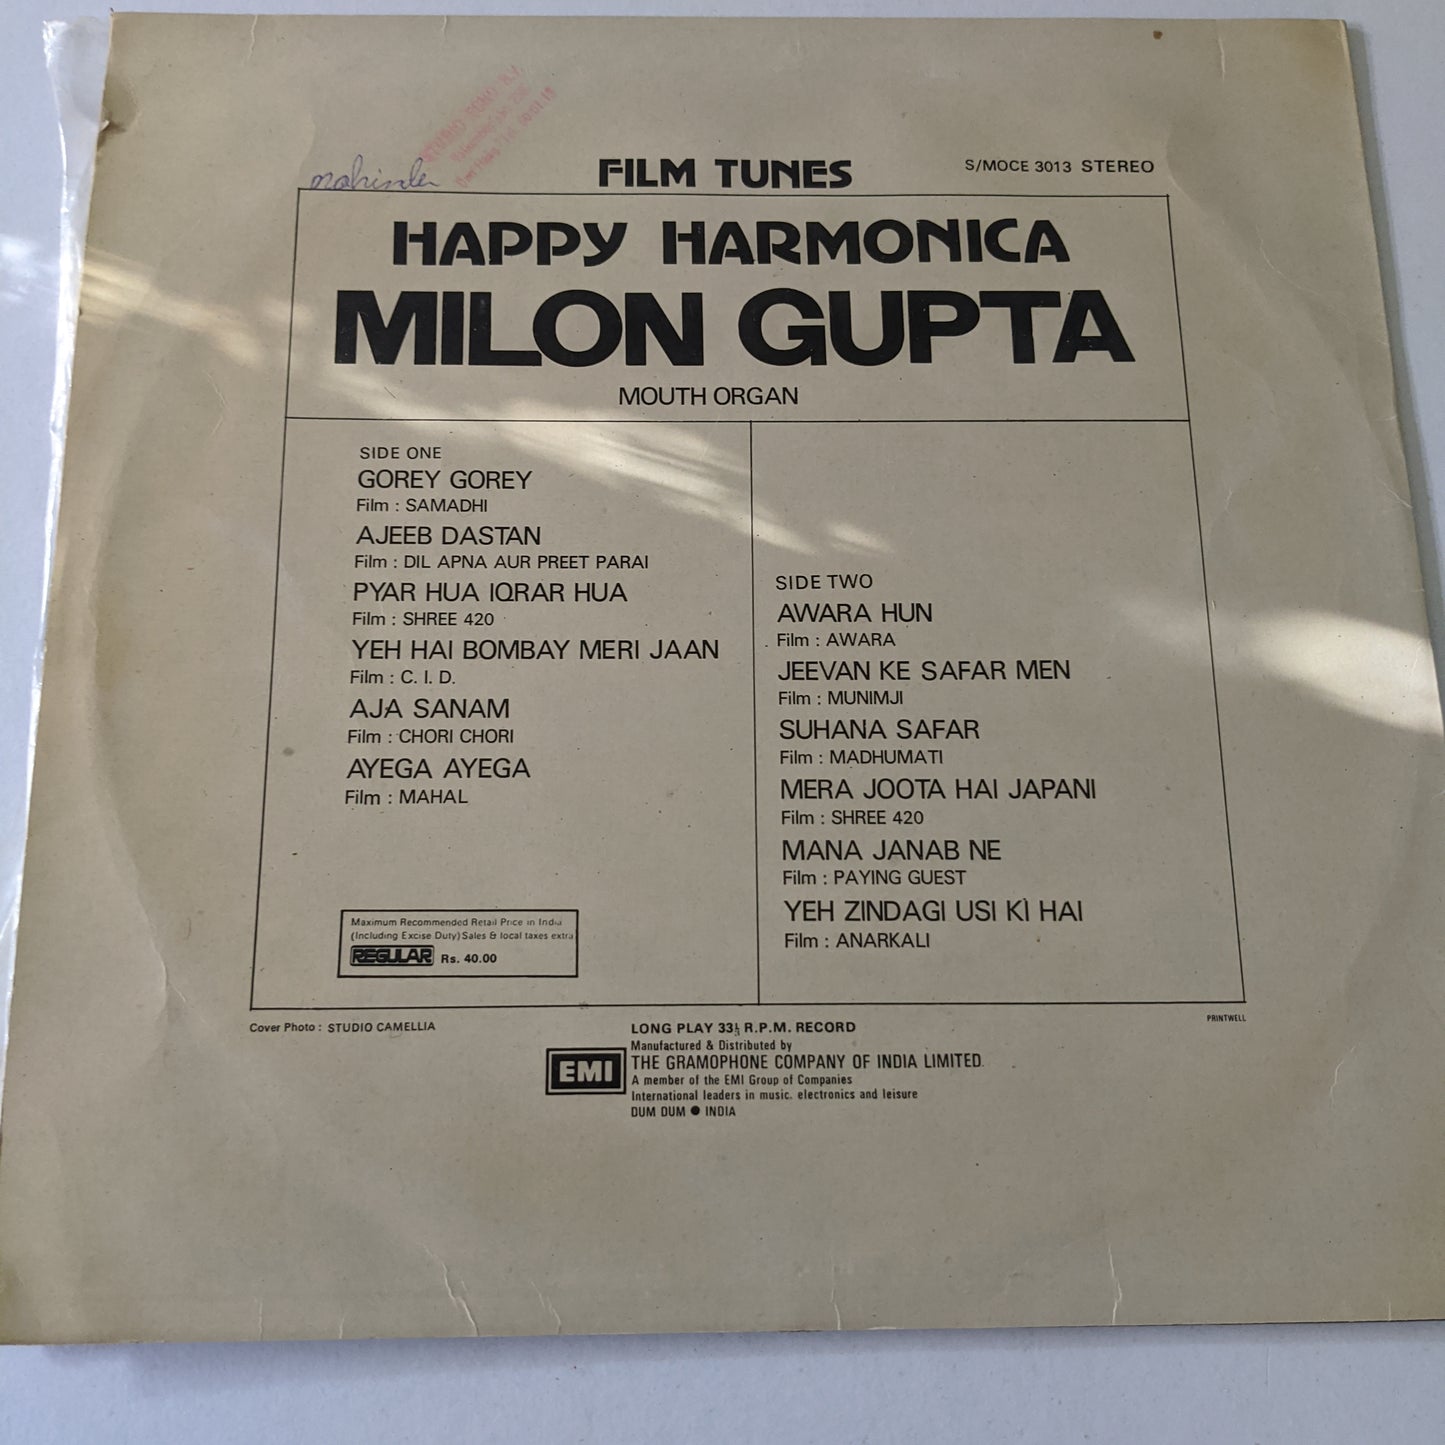 FILM TUNES
S/MOCE 3013 STEREO
HAPPY HARMONICA
MILON GUPTA
MOUTH ORGAN
SIDE ONE
GOREY GOREY
Film : SAMADHI
AJEEB DASTAN
Film : DIL APNA AUR PREET PARAI
PYAR HUA IQRAR HUA
Film : SHREE 420
YEH HAI BOMBAY MERI JAAN
Film : C. I. D.
AJA SANAM
Film : CHORI CHORI
AYEGA AYEGA
Film : MAHAL
SIDE TWO
AWARA HUN
Film : AWARA
JEEVAN KE SAFAR MEN
Film : MUNIMJI
SUHANA SAFAR
Film : MADHUMATI
MERA JOOTA HAI JAPANI
Film : SHREE 420
MANA JANAB NE
Film : PAYING GUEST
YEH ZINDAGI USI KI HAI
Film : ANARKALI
Maximum Recommended Retail Price in India
(Including Excise Duty) Sales & local taxes extra
REGULAR Rs. 40.00
Cover Photo : STUDIO CAMELLIA
PRINTWELL
LONG PLAY 33⅓ R.P.M. RECORD
Manufactured & Distributed by
THE GRAMOPHONE COMPANY OF INDIA LIMITED.
A member of the EMI Group of Companies
International leaders in music. electronics and leisure
DUM DUM ● INDIA
EMI